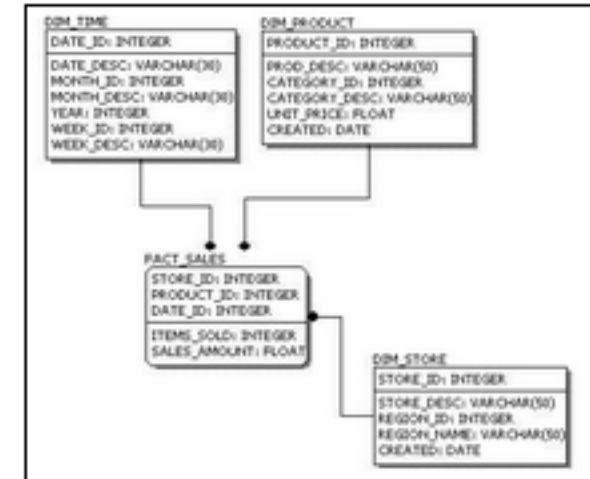 DIM_TIME
DATE_ID: INTEGER
DATE_DESC: VARCHAR(30)
MONTH_ID: INTEGER
MONTH_DESC: VARCHAR(30)
YEAR: INTEGER
WEEK_ID: INTEGER
WEEK_DESC: VARCHAR(30)
DIM_PRODUCT
PRODUCT_ID: INTEGER
PROD_DESC: VARCHAR(50)
CATEGORY_ID: INTEGER
CATEGORY_DESC: VARCHAR(50)
UNIT_PRICE: FLOAT
CREATED: DATE
FACT_SALES
STORE_ID: INTEGER
PRODUCT_ID: INTEGER
DATE_ID: INTEGER
ITEMS_SOLD: INTEGER
SALES_AMOUNT: FLOAT
DIM_STORE
STORE_ID: INTEGER
STORE_DESC: VARCHAR(50)
REGION_ID: INTEGER
REGION_NAME: VARCHAR(50)
CREATED: DATE